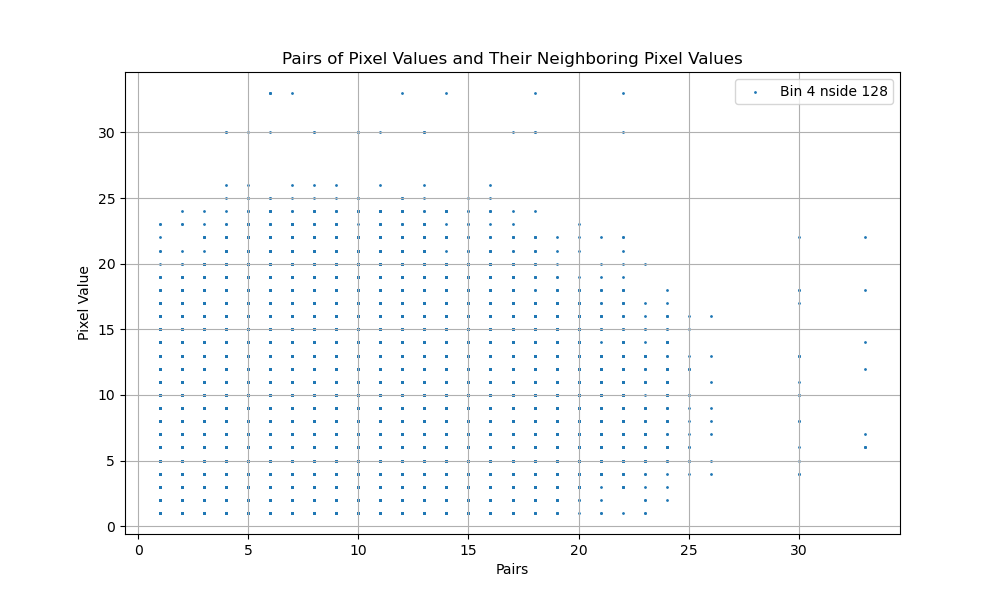 Pairs of Pixel Values and Their Neighboring Pixel Values
Bin 4 nside 128
Pixel Value
30
25
20
15
10
5
0
0 5 10 15 20 25 30
Pairs